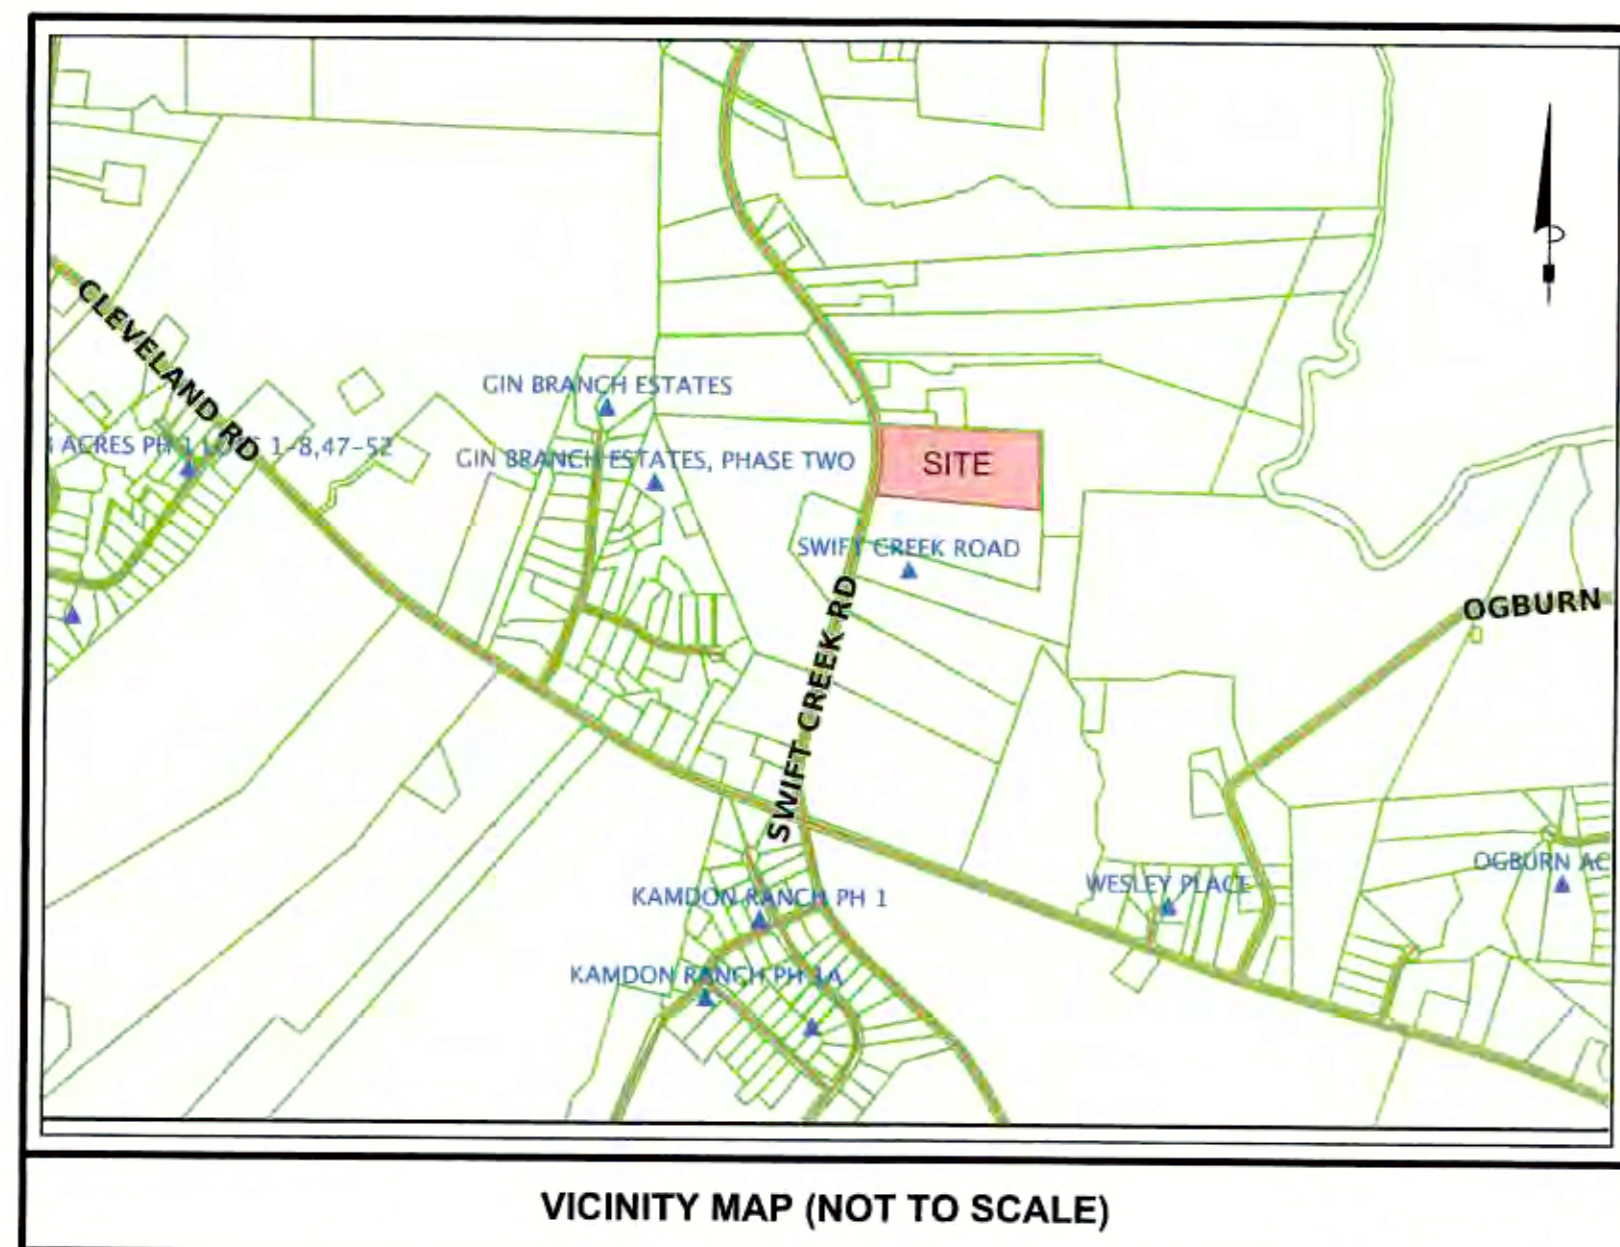 CLEVELAND RD
GIN BRANCH ESTATES
ACRES PH 1 LOTS 1-8,47-52
GIN BRANCH ESTATES, PHASE TWO
SITE
SWIFT CREEK ROAD
SWIFT CREEK RD
OGBURN
OGBURN AC
WESLEY PLACE
KAMDON RANCH PH 1
KAMDON RANCH PH 1A
VICINITY MAP (NOT TO SCALE)